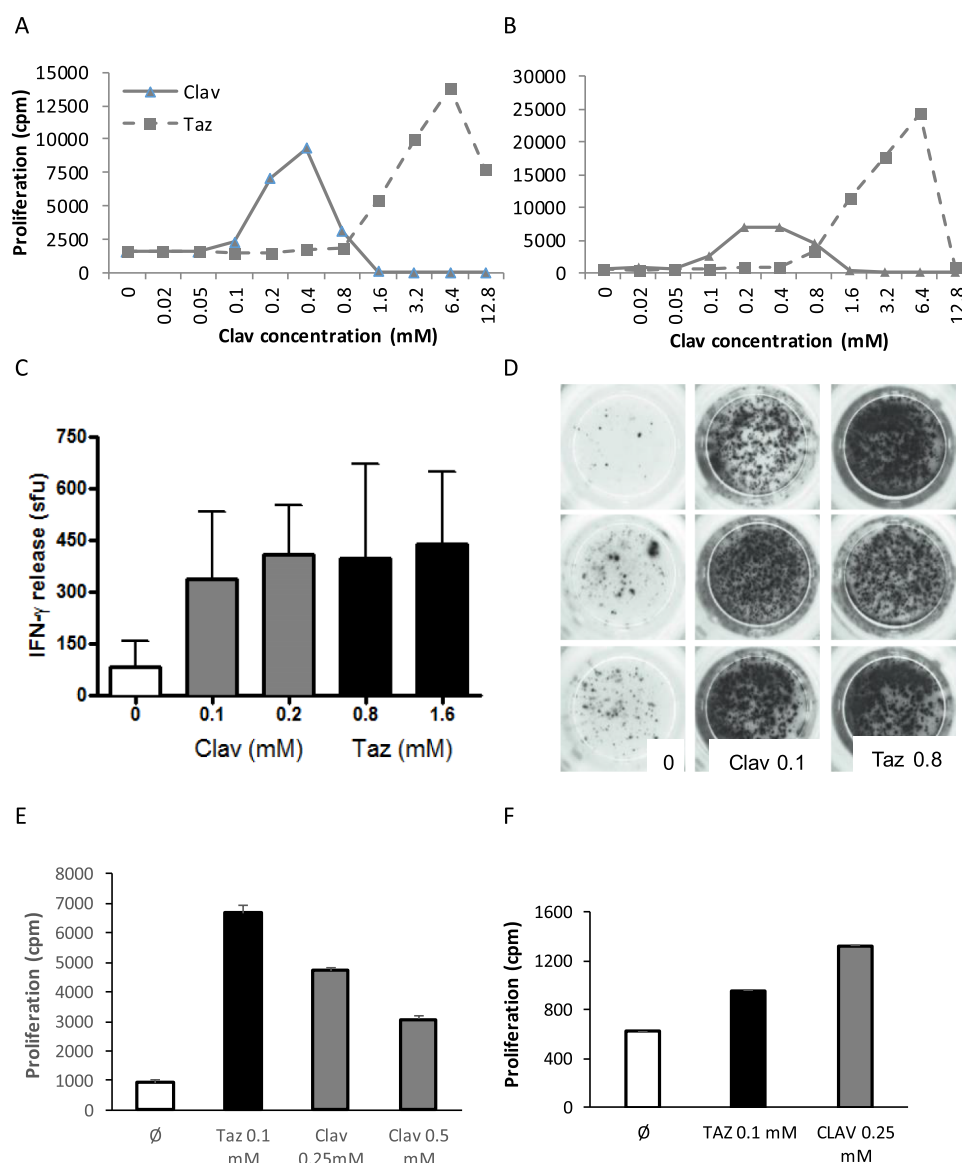 A
B
15000
12500
10000
7500
5000
2500
0
Proliferation (cpm)
Clav
Taz
0
0.02
0.05
0.1
0.2
0.4
0.8
1.6
3.2
6.4
12.8
Clav concentration (mM)
30000
25000
20000
15000
10000
5000
0
0
0.02
0.05
0.1
0.2
0.4
0.8
1.6
3.2
6.4
12.8
Clav concentration (mM)
C
D
750
600
450
300
150
0
IFN-γ release (sfu)
0
0.1
0.2
0.8
1.6
Clav (mM)
Taz (mM)
0
Clav 0.1
Taz 0.8
E
F
8000
7000
6000
5000
4000
3000
2000
1000
0
Proliferation (cpm)
Ø
Taz 0.1
mM
Clav
0.25mM
Clav 0.5
mM
1600
1200
800
400
0
Proliferation (cpm)
Ø
TAZ 0.1 mM
CLAV 0.25
mM